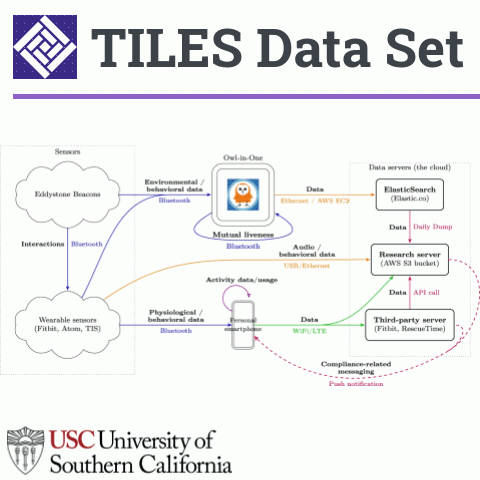 TILES Data Set
Sensors
Owl-in-One
Data servers (the cloud)
Eddystone Beacons
Environmental /
behavioral data
Bluetooth
Data
Ethernet / AWS EC2
ElasticSearch
(Elastic.co)
Mutual liveness
Bluetooth
Interactions
Bluetooth
Data
Daily Dump
Audio /
behavioral data
USB/Ethernet
Research server
(AWS S3 bucket)
Activity data/usage
Data
API call
Wearable sensors
(Fitbit, Atom, TIS)
Physiological /
behavioral data
Bluetooth
Personal
smartphone
Data
WiFi/LTE
Third-party server
(Fitbit, RescueTime)
Compliance-related
messaging
Push notification
USC University of
Southern California